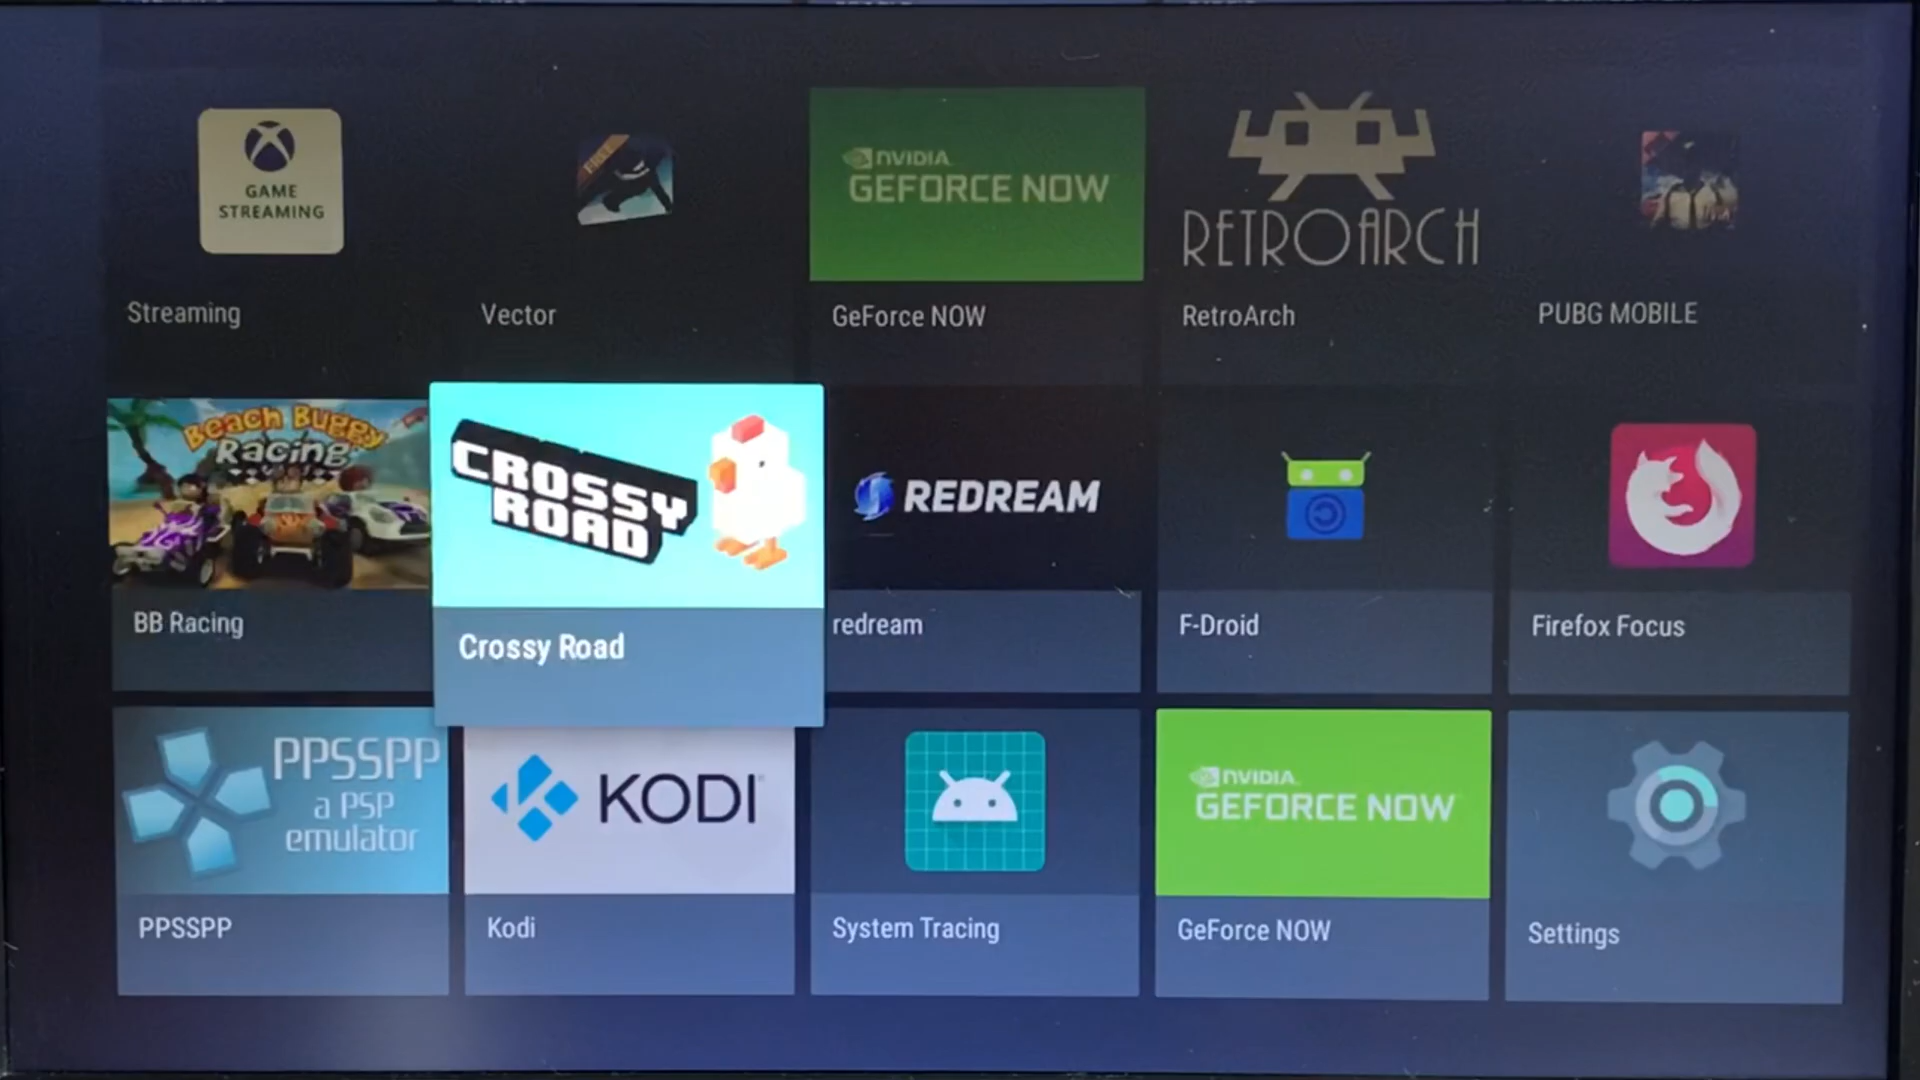 GAME
STREAMING
Streaming
FREE
Vector
NVIDIA
GEFORCE NOW
GeForce NOW
RETROARCH
RetroArch
PUBG MOBILE
Beach Buggy
Racing
BB Racing
CROSSY
ROAD
Crossy Road
REDREAM
redream
F-Droid
Firefox Focus
PPSSPP
a PSP
emulator
PPSSPP
KODI
Kodi
System Tracing
NVIDIA
GEFORCE NOW
GeForce NOW
Settings